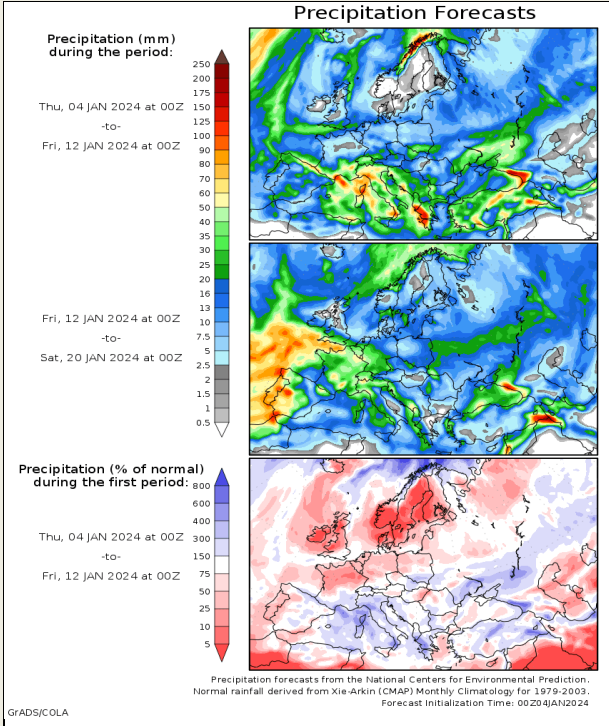 Precipitation Forecasts
Precipitation (mm)
during the period:
Thu, 04 JAN 2024 at 00Z
-to-
Fri, 12 JAN 2024 at 00Z
250
200
175
150
125
100
90
80
70
60
50
40
35
30
25
20
16
13
10
7.5
5
2.5
2
1.5
1
0.5
Fri, 12 JAN 2024 at 00Z
-to-
Sat, 20 JAN 2024 at 00Z
Precipitation (% of normal)
during the first period:
Thu, 04 JAN 2024 at 00Z
-to-
Fri, 12 JAN 2024 at 00Z
800
600
400
300
150
75
50
25
10
5
Precipitation forecasts from the National Centers for Environmental Prediction.
Normal rainfall derived from Xie-Arkin (CMAP) Monthly Climatology for 1979-2003.
Forecast Initialization Time: 00Z04JAN2024
GrADS/COLA